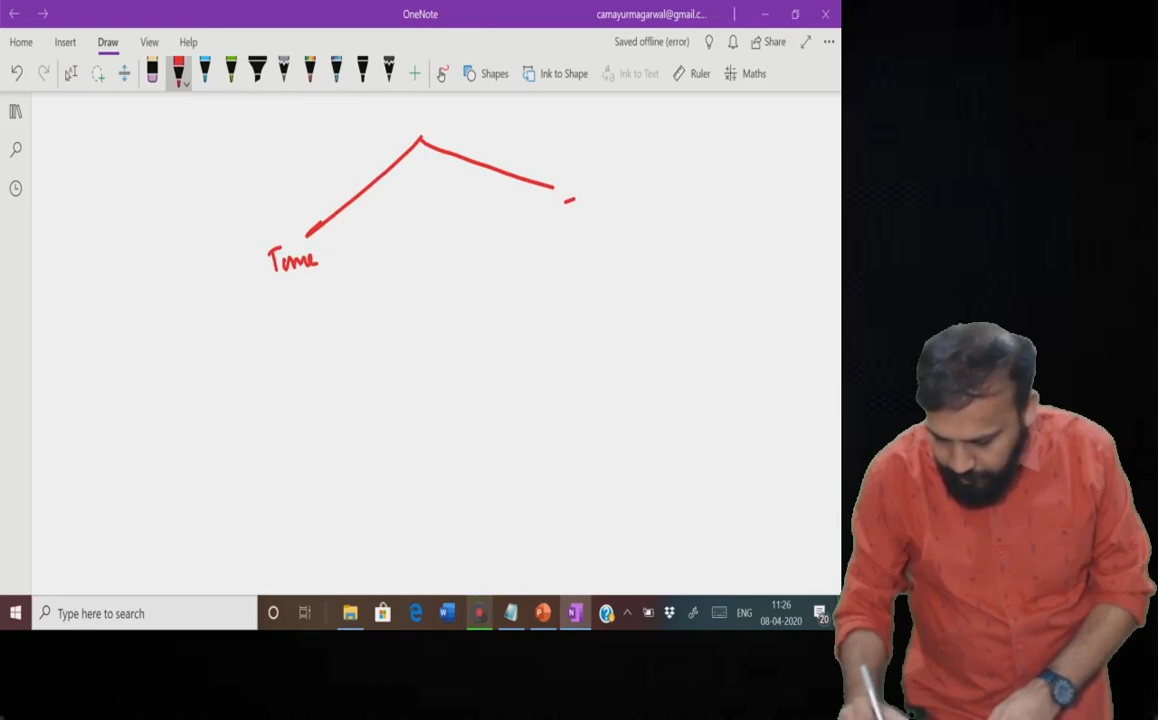 OneNote
camayurmagarwal@gmail.c...
Home Insert Draw View Help
Saved offline (error)
Share
Shapes Ink to Shape Ink to Text Ruler Maths
Time
Type here to search
ENG
11:26
08-04-2020
20